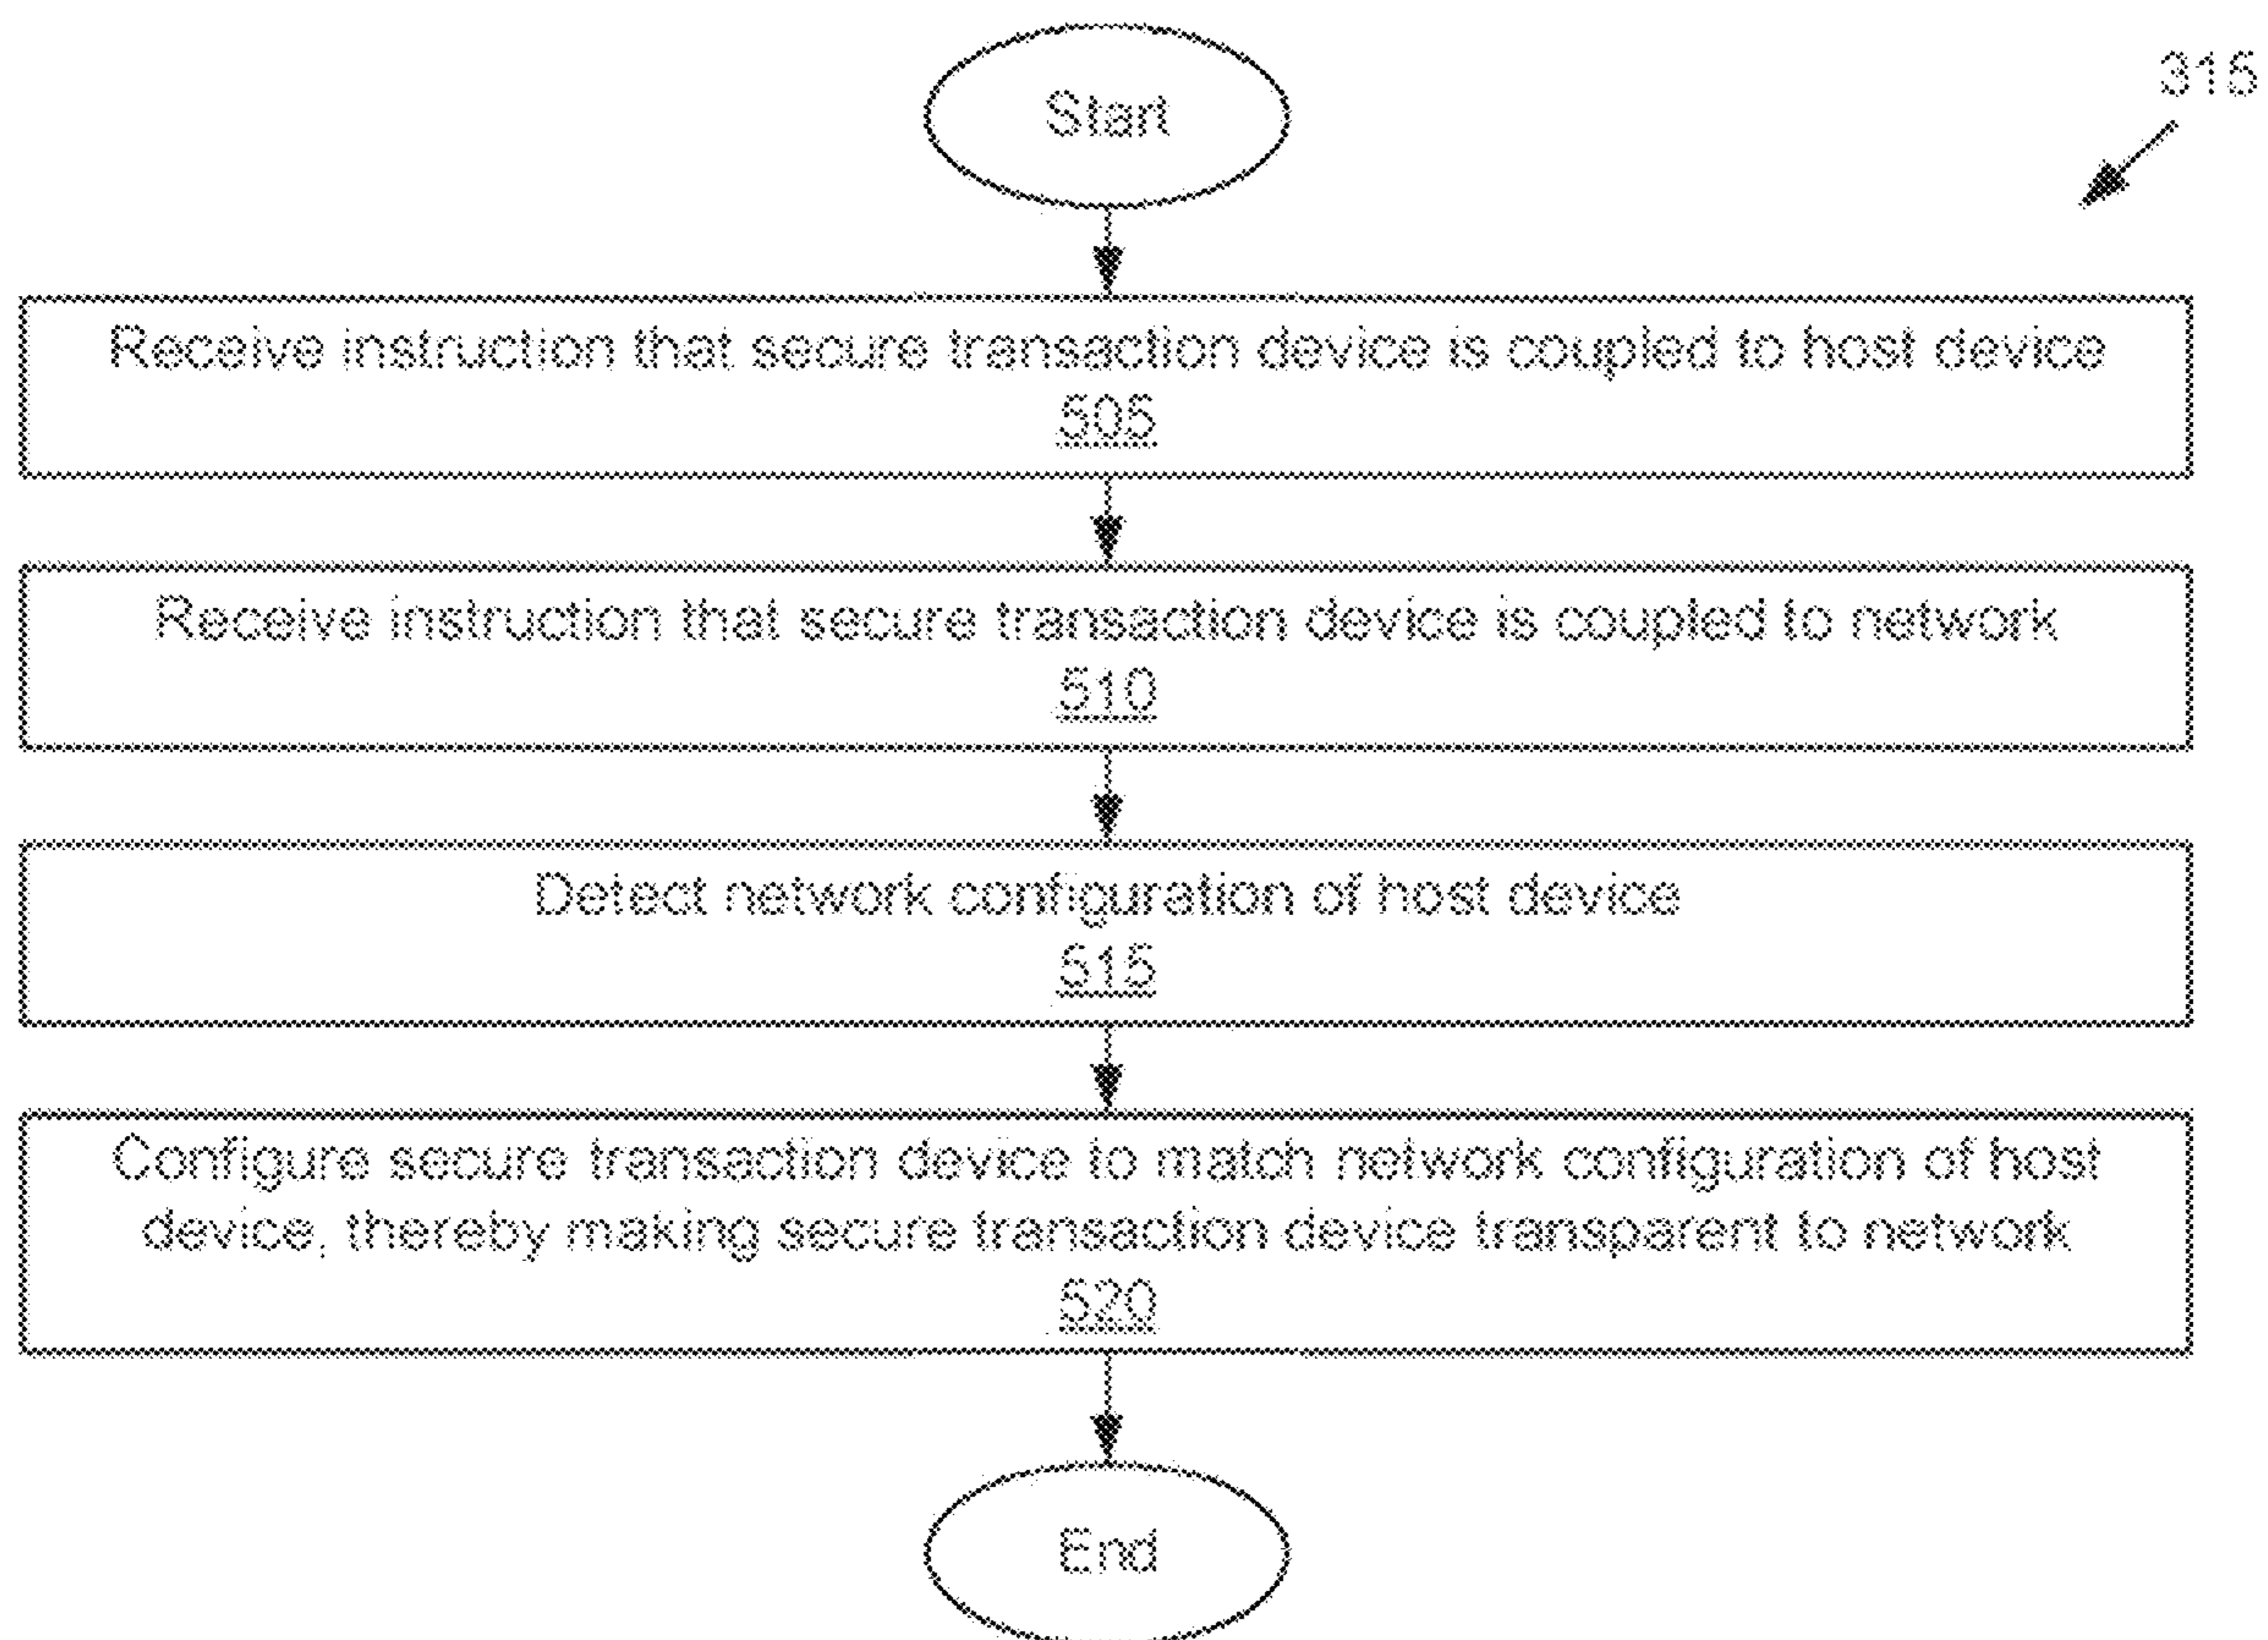 315
Start
Receive instruction that secure transaction device is coupled to host device
505
Receive instruction that secure transaction device is coupled to network
510
Detect network configuration of host device
515
Configure secure transaction device to match network configuration of host
device, thereby making secure transaction device transparent to network
520
End